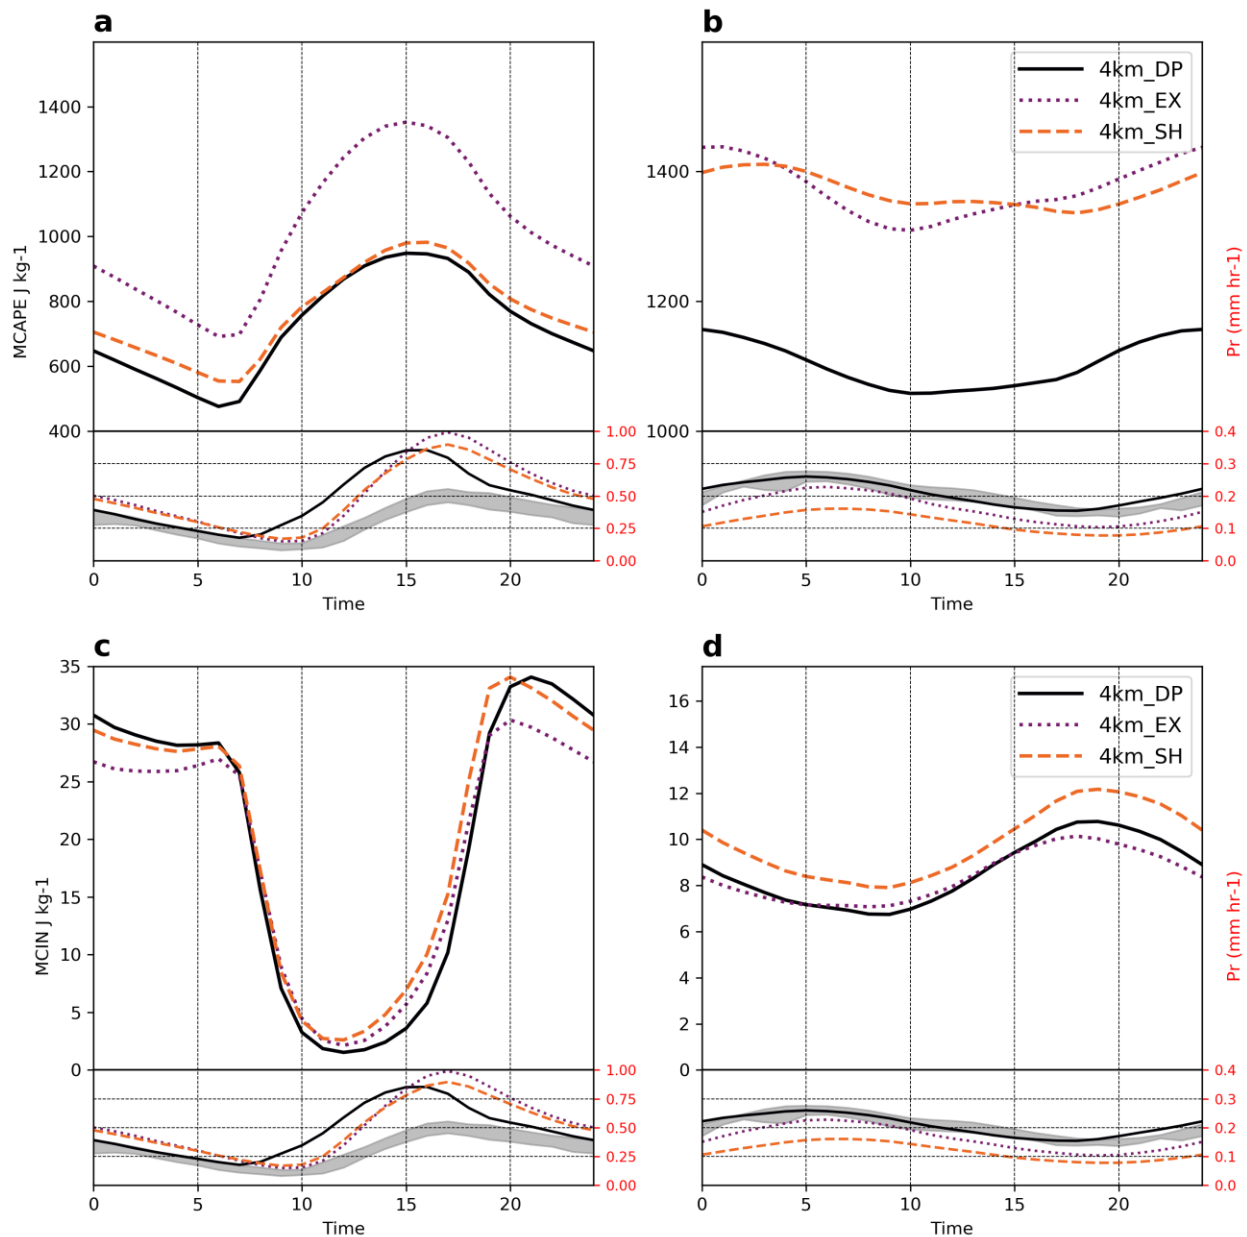 a
b
1400
1200
1000
800
600
400
MCAPE J kg-1
1.00
0.75
0.50
0.25
0.00
0 5 10 15 20
Time
4km_DP
4km_EX
4km_SH
1400
1200
1000
Pr (mm hr-1)
0.4
0.3
0.2
0.1
0.0
0 5 10 15 20
Time
c
d
35
30
25
20
15
10
5
0
MCIN J kg-1
1.00
0.75
0.50
0.25
0.00
0 5 10 15 20
Time
4km_DP
4km_EX
4km_SH
16
14
12
10
8
6
4
2
0
Pr (mm hr-1)
0.4
0.3
0.2
0.1
0.0
0 5 10 15 20
Time